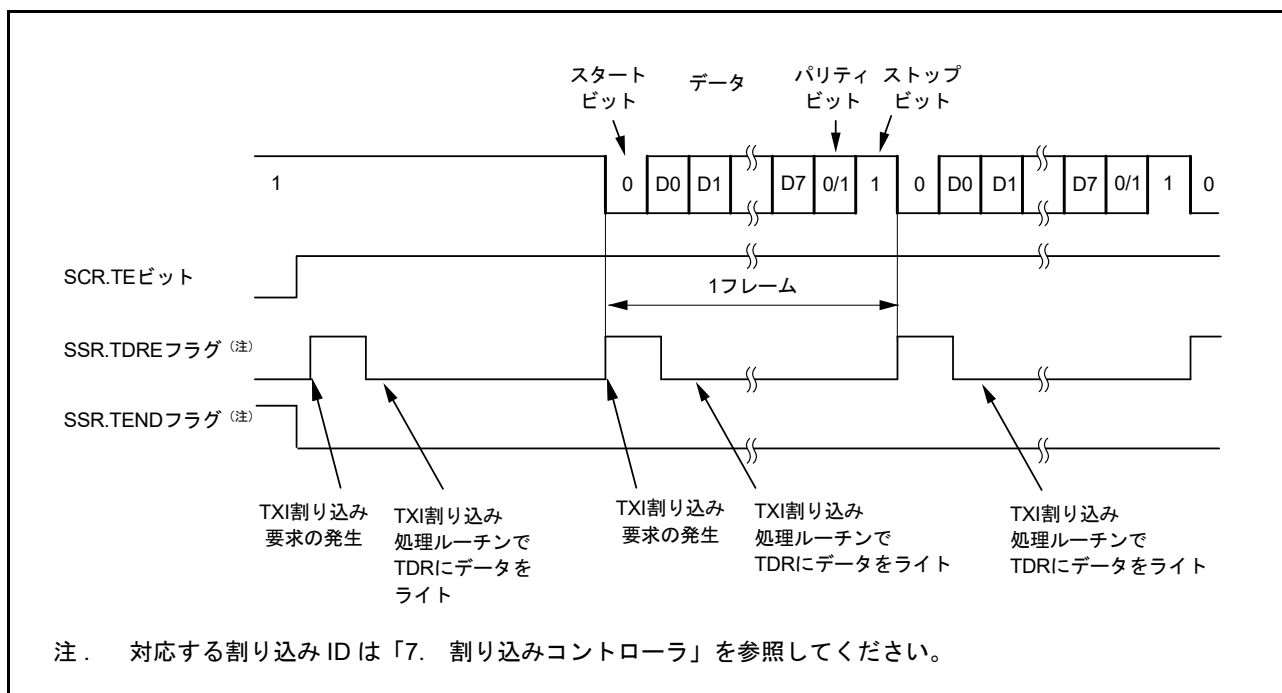 スタート
ビット
データ
パリティ
ビット
ストップ
ビット
1
0 D0 D1 D7 0/1 1 0 D0 D1 D7 0/1 1 0
SCR.TEビット
1フレーム
SSR.TDREフラグ（注）
SSR.TENDフラグ（注）
TXI割り込み
要求の発生
TXI割り込み
処理ルーチンで
TDRにデータを
ライト
TXI割り込み
要求の発生
TXI割り込み
処理ルーチンで
TDRにデータをライト
TXI割り込み
処理ルーチンで
TDRにデータをライト
注． 対応する割り込み ID は「7. 割り込みコントローラ」を参照してください。